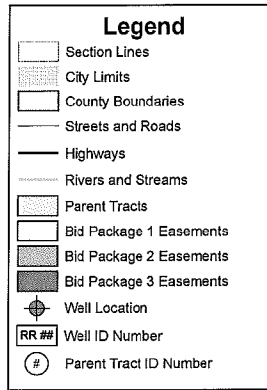 Legend
Section Lines
City Limits
County Boundaries
Streets and Roads
Highways
Rivers and Streams
Parent Tracts
Bid Package 1 Easements
Bid Package 2 Easements
Bid Package 3 Easements
Well Location
RR ## Well ID Number
# Parent Tract ID Number